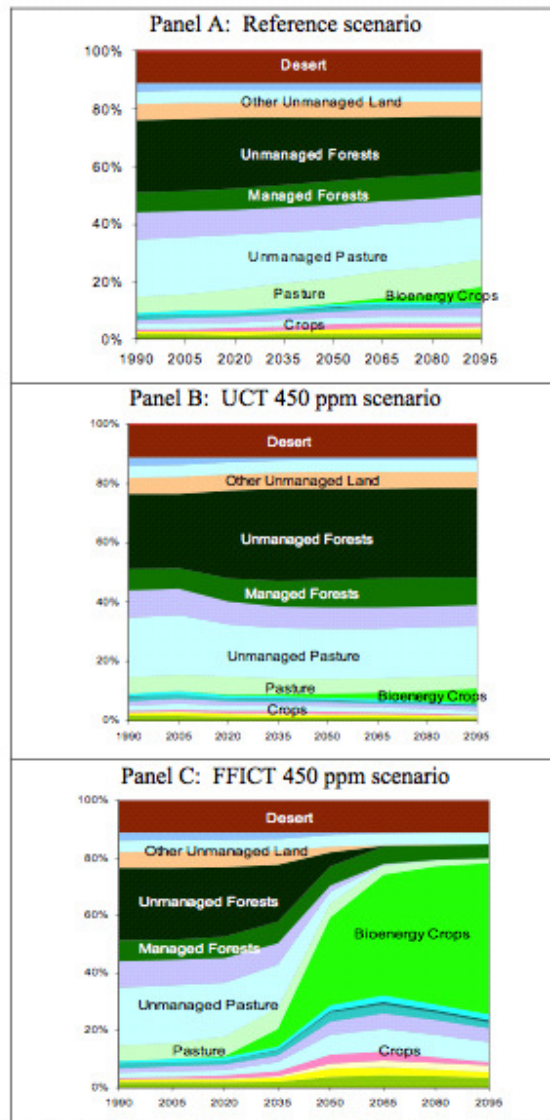 Panel A:  Reference scenario
100%
Desert
80%
Other Unmanaged Land
Unmanaged Forests
60%
Managed Forests
40%
Unmanaged Pasture
20%
Pasture
Bioenergy Crops
Crops
0%
1990 2005 2020 2035 2050 2065 2080 2095
Panel B:  UCT 450 ppm scenario
100%
Desert
80%
Other Unmanaged Land
Unmanaged Forests
60%
Managed Forests
40%
Unmanaged Pasture
20%
Pasture
Bioenergy Crops
Crops
0%
1990 2005 2020 2035 2050 2065 2080 2095
Panel C:  FFICT 450 ppm scenario
100%
Desert
Other Unmanaged Land
80%
Unmanaged Forests
60%
Bioenergy Crops
Managed Forests
40%
Unmanaged Pasture
20%
Pasture
Crops
0%
1990 2005 2020 2035 2050 2065 2080 2095